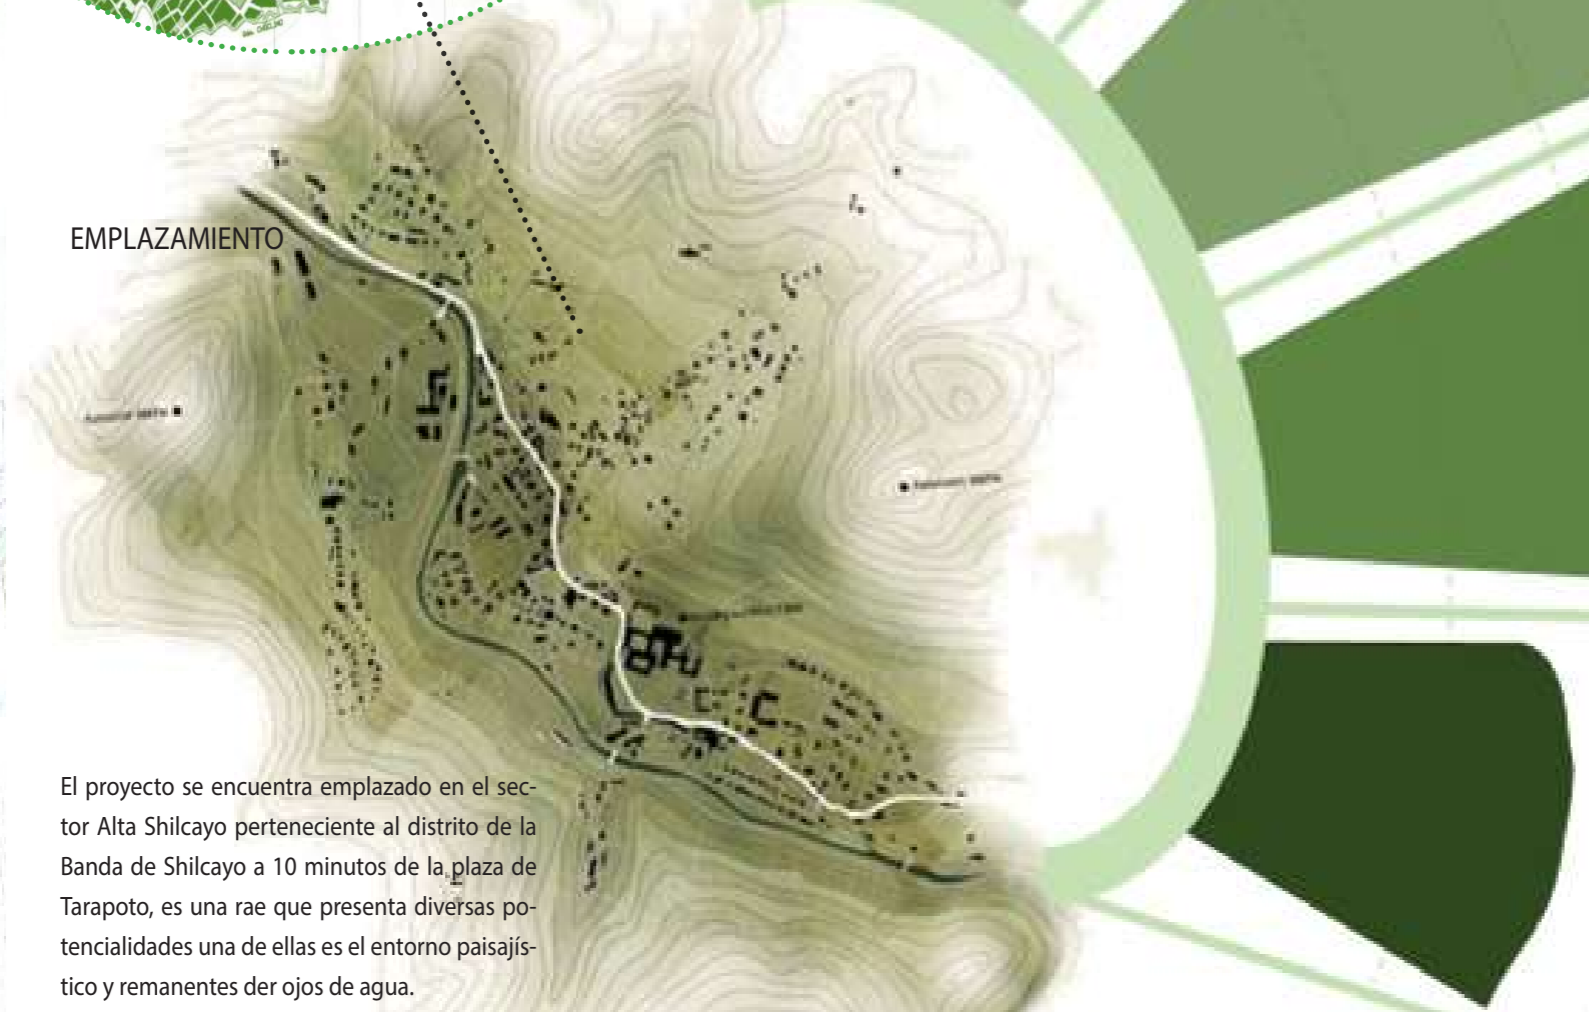 EMPLAZAMIENTO
El proyecto se encuentra emplazado en el sec-
tor Alta Shilcayo perteneciente al distrito de la
Banda de Shilcayo a 10 minutos de la plaza de
Tarapoto, es una rae que presenta diversas po-
tencialidades una de ellas es el entorno paisajís-
tico y remanentes der ojos de agua.